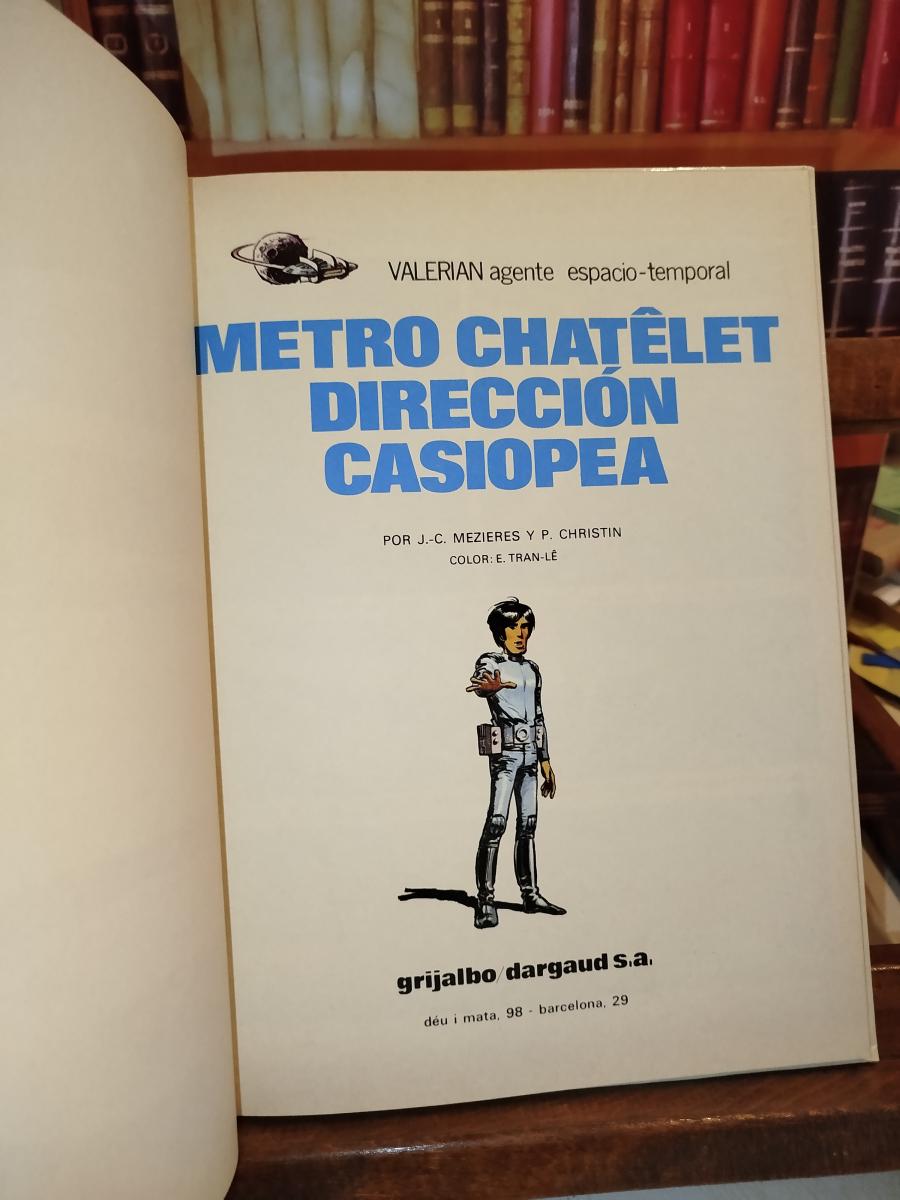 VALERIAN agente espacio-temporal
METRO CHATÊLET
DIRECCIÓN
CASIOPEA
POR J.-C. MEZIERES Y P. CHRISTIN
COLOR: E. TRAN-LÊ
grijalbo/dargaud s.a.
déu i mata, 98 - barcelona, 29